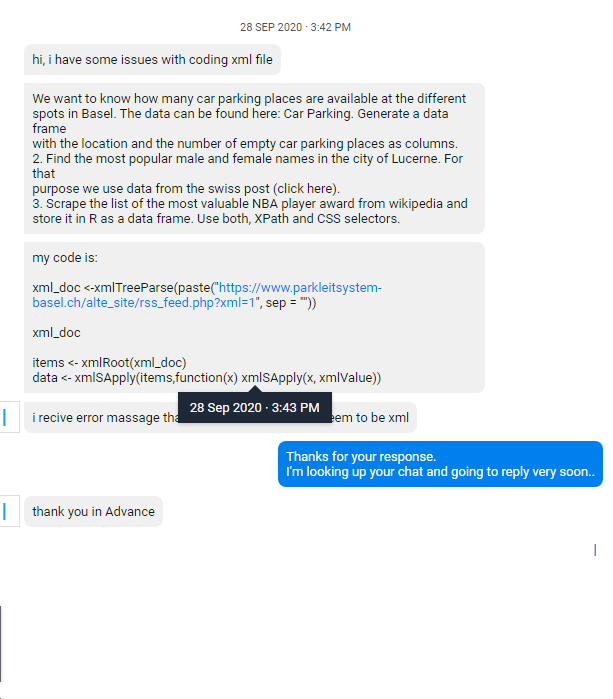 28 SEP 2020 · 3:42 PM
hi, i have some issues with coding xml file
We want to know how many car parking places are available at the different
spots in Basel. The data can be found here: Car Parking. Generate a data
frame
with the location and the number of empty car parking places as columns.
2. Find the most popular male and female names in the city of Lucerne. For
that
purpose we use data from the swiss post (click here).
3. Scrape the list of the most valuable NBA player award from wikipedia and
store it in R as a data frame. Use both, XPath and CSS selectors.
my code is:
xml_doc <-xmlTreeParse(paste("https://www.parkleitsystem-
basel.ch/alte_site/rss_feed.php?xml=1", sep = ""))
xml_doc
items <- xmlRoot(xml_doc)
data <- xmlSApply(items,function(x) xmlSApply(x, xmlValue))
28 Sep 2020 · 3:43 PM
i recive error massage to be xml
Thanks for your response.
I'm looking up your chat and going to reply very soon..
thank you in Advance